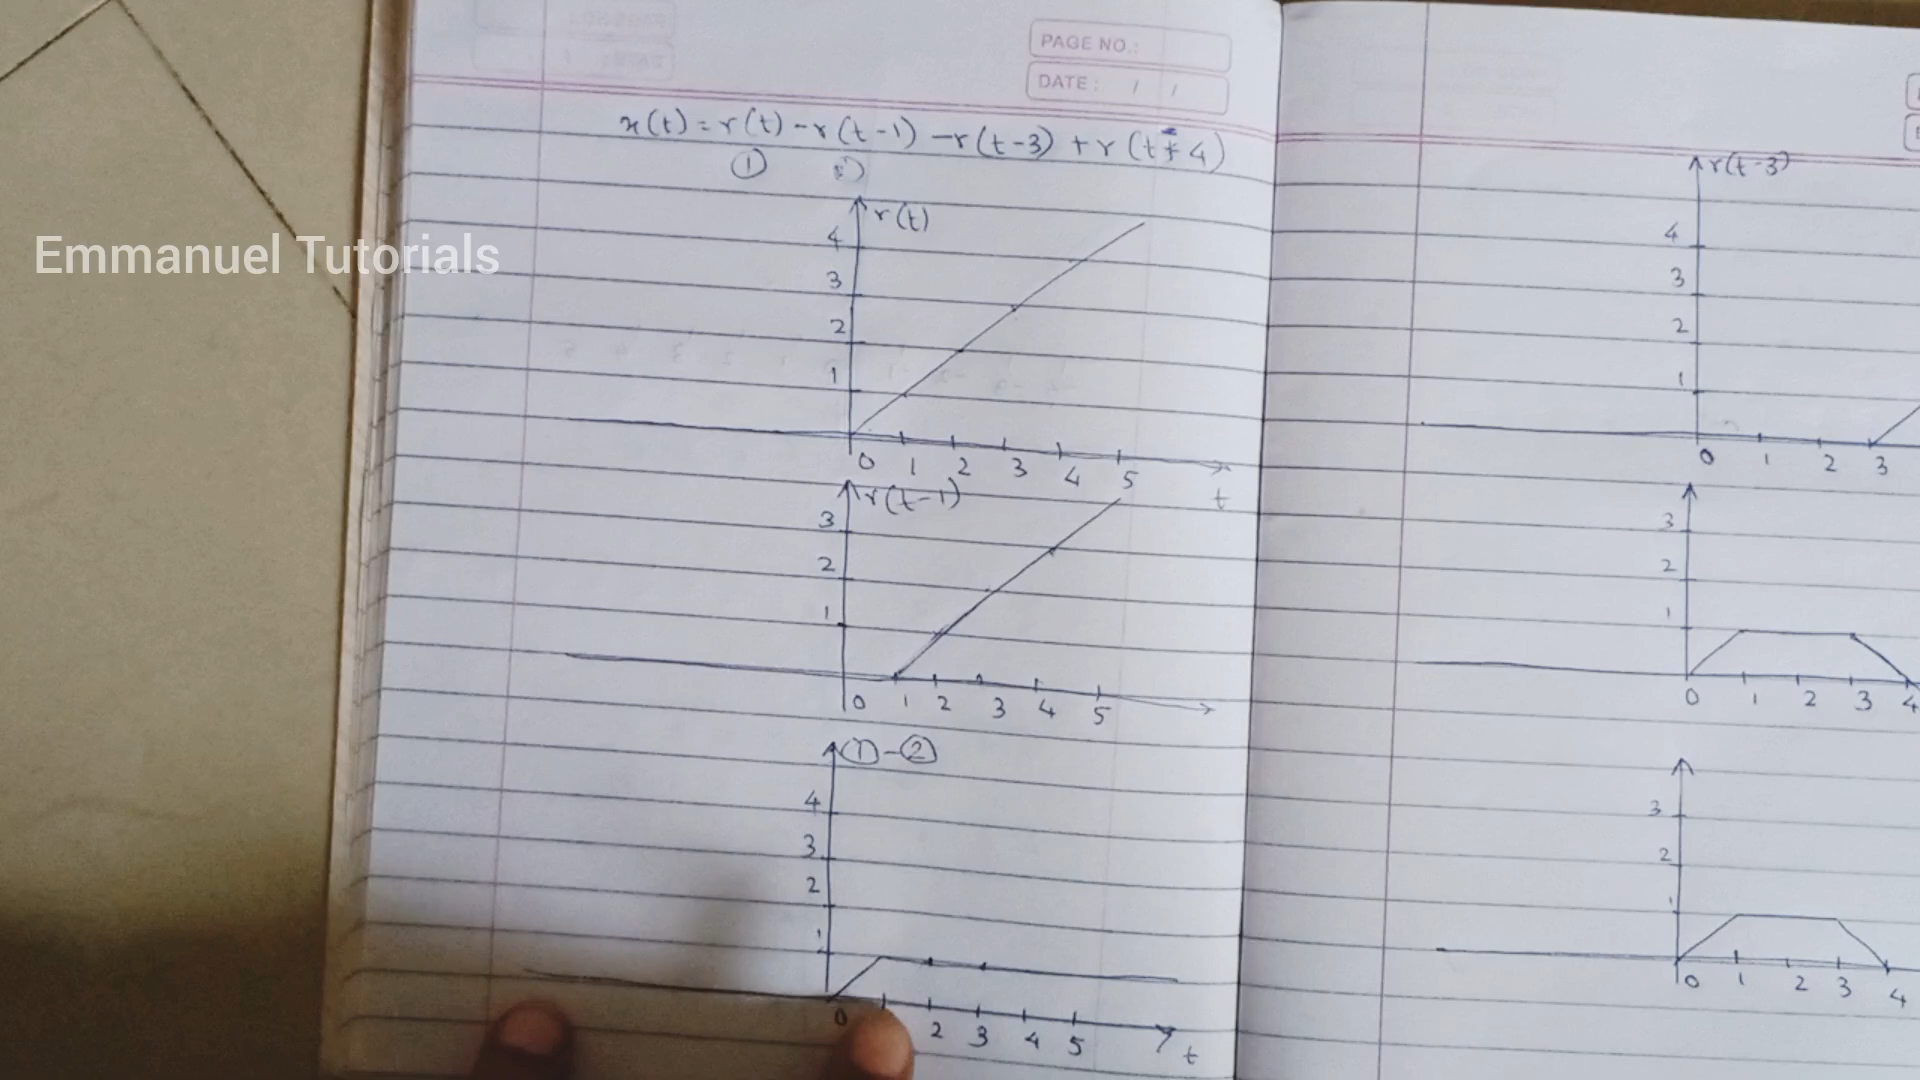 PAGE NO.:
DATE : / /
x(t) = r(t) - r(t-1) - r(t-3) + r(t-4)
① ②
r(t)
4
3
2
1
0 1 2 3 4 5
t
r(t-1)
3
2
1
0 1 2 3 4 5
① - ②
4
3
2
1
0 2 3 4 5
t
Emmanuel Tutorials
r(t-3)
4
3
2
1
0 1 2 3
3
2
1
0 1 2 3 4
3
2
1
0 1 2 3 4